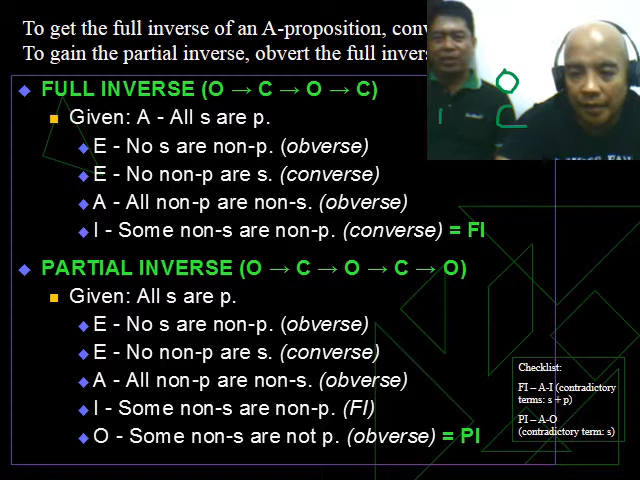 To get the full inverse of an A-proposition,
To gain the partial inverse, obvert the full
FULL INVERSE (O → C → O → C)
Given: A - All s are p.
E - No s are non-p. (obverse)
E - No non-p are s. (converse)
A - All non-p are non-s. (obverse)
I - Some non-s are non-p. (converse) = FI
PARTIAL INVERSE (O → C → O → C → O)
Given: All s are p.
E - No s are non-p. (obverse)
E - No non-p are s. (converse)
A - All non-p are non-s. (obverse)
I - Some non-s are non-p. (FI)
O - Some non-s are not p. (obverse) = PI
Checklist:
FI – A-I (contradictory
terms: s + p)
PI – A-O
(contradictory term: s)